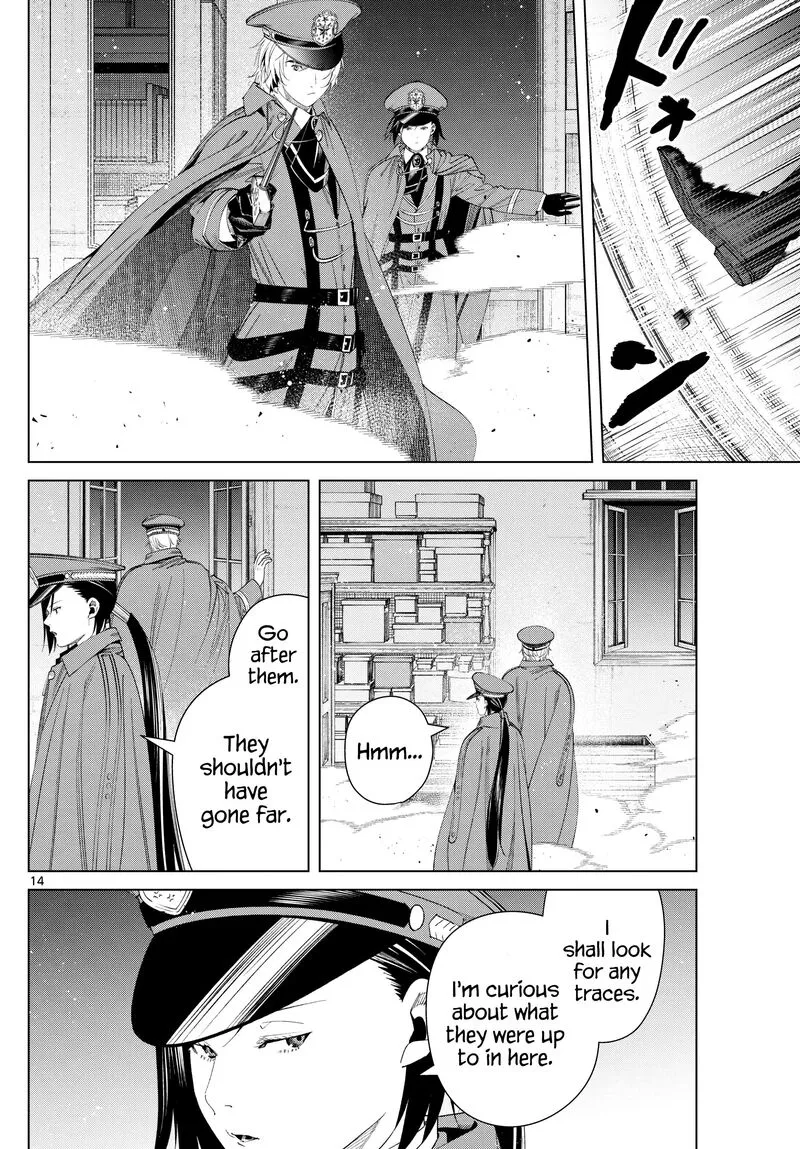 ドン
Hmm...
Go
after
them.
They
shouldn't
have
gone far.
I
shall look
for any
traces.
I'm curious
about what
they were up
to in here.
14